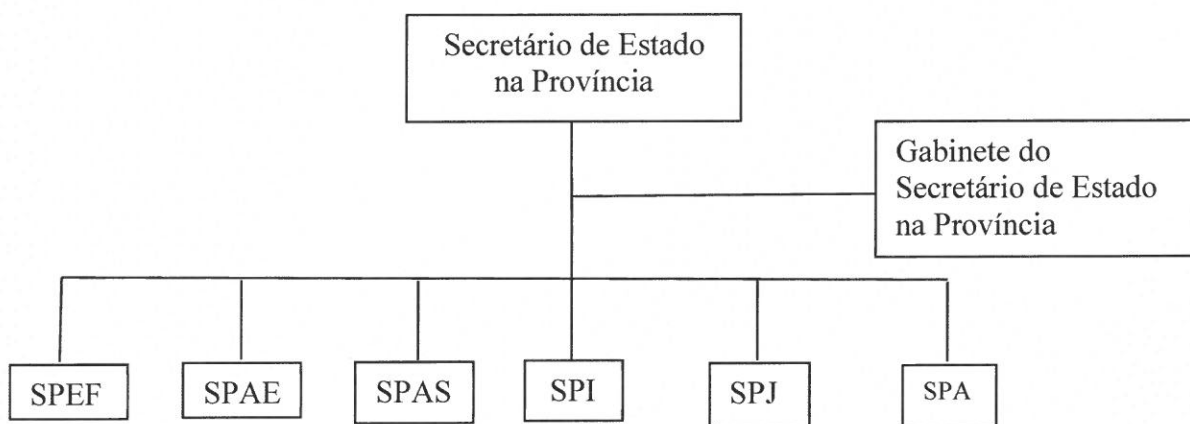 Secretário de Estado
na Província
Gabinete do
Secretário de Estado
na Província
SPEF
SPAE
SPAS
SPI
SPJ
SPA